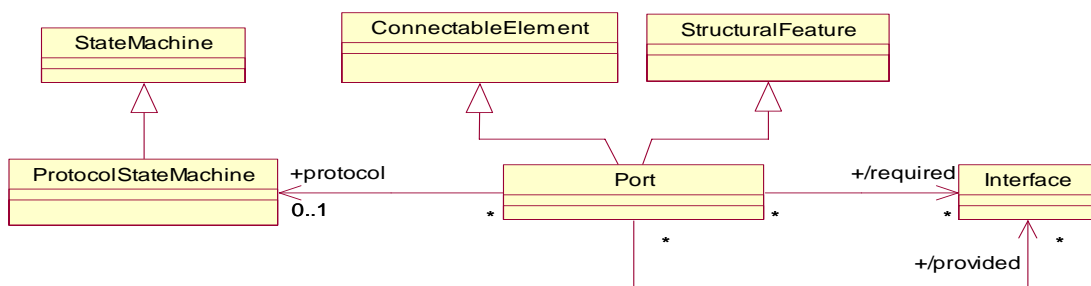 StateMachine
ConnectableElement
StructuralFeature
ProtocolStateMachine
+protocol
0..1
*
Port
*
*
+/required
*
Interface
*
+/provided